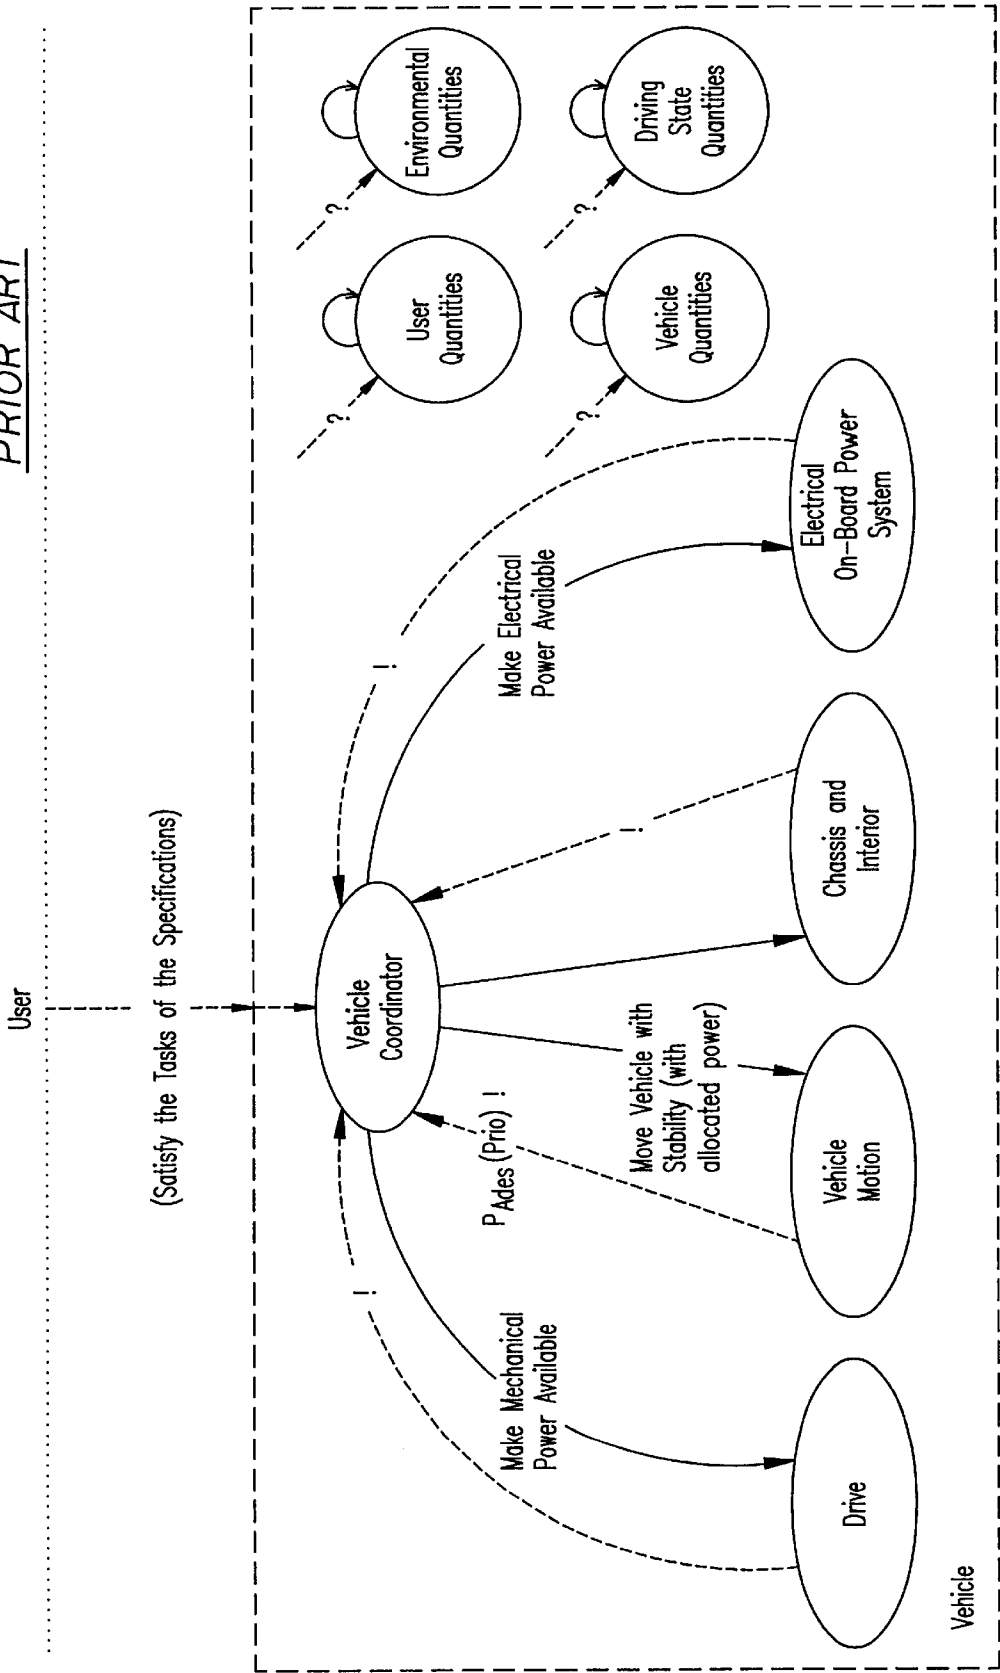 PRIOR ART
User
(Satisfy the Tasks of the Specifications)
Vehicle
Coordinator
!
!
Make Mechanical
Power Available
P Ades (Prio) !
Move Vehicle with
Stability (with
allocated power)
!
Make Electrical
Power Available
Drive
Vehicle
Motion
Chassis and
Interior
Electrical
On-Board Power
System
?
User
Quantities
?
Environmental
Quantities
?
Vehicle
Quantities
?
Driving
State
Quantities
Vehicle